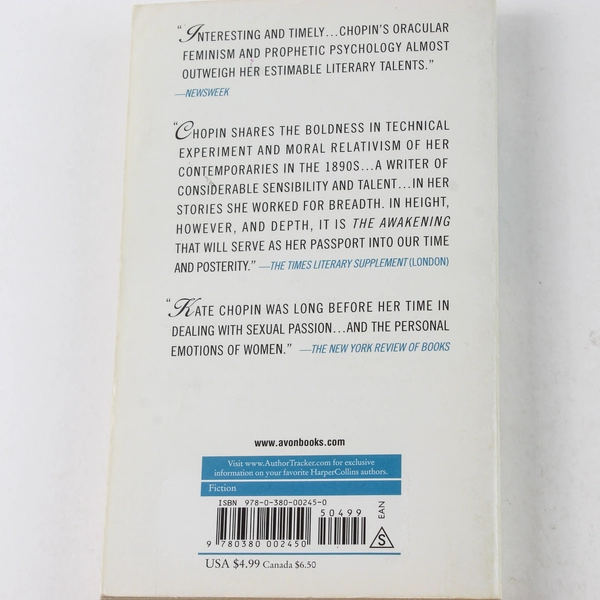 “INTERESTING AND TIMELY...CHOPIN'S ORACULAR
FEMINISM AND PROPHETIC PSYCHOLOGY ALMOST
OUTWEIGH HER ESTIMABLE LITERARY TALENTS.”
—NEWSWEEK
“CHOPIN SHARES THE BOLDNESS IN TECHNICAL
EXPERIMENT AND MORAL RELATIVISM OF HER
CONTEMPORARIES IN THE 1890S...A WRITER OF
CONSIDERABLE SENSIBILITY AND TALENT...IN HER
STORIES SHE WORKED FOR BREADTH. IN HEIGHT,
HOWEVER, AND DEPTH, IT IS THE AWAKENING
THAT WILL SERVE AS HER PASSPORT INTO OUR TIME
AND POSTERITY.” —THE TIMES LITERARY SUPPLEMENT (LONDON)
“KATE CHOPIN WAS LONG BEFORE HER TIME IN
DEALING WITH SEXUAL PASSION...AND THE PERSONAL
EMOTIONS OF WOMEN.” —THE NEW YORK REVIEW OF BOOKS
www.avonbooks.com
Visit www.AuthorTracker.com for exclusive
information on your favorite HarperCollins authors.
Fiction
ISBN 978-0-380-00245-0
50499
EAN
S
9 780380 002450
USA $4.99 Canada $6.50